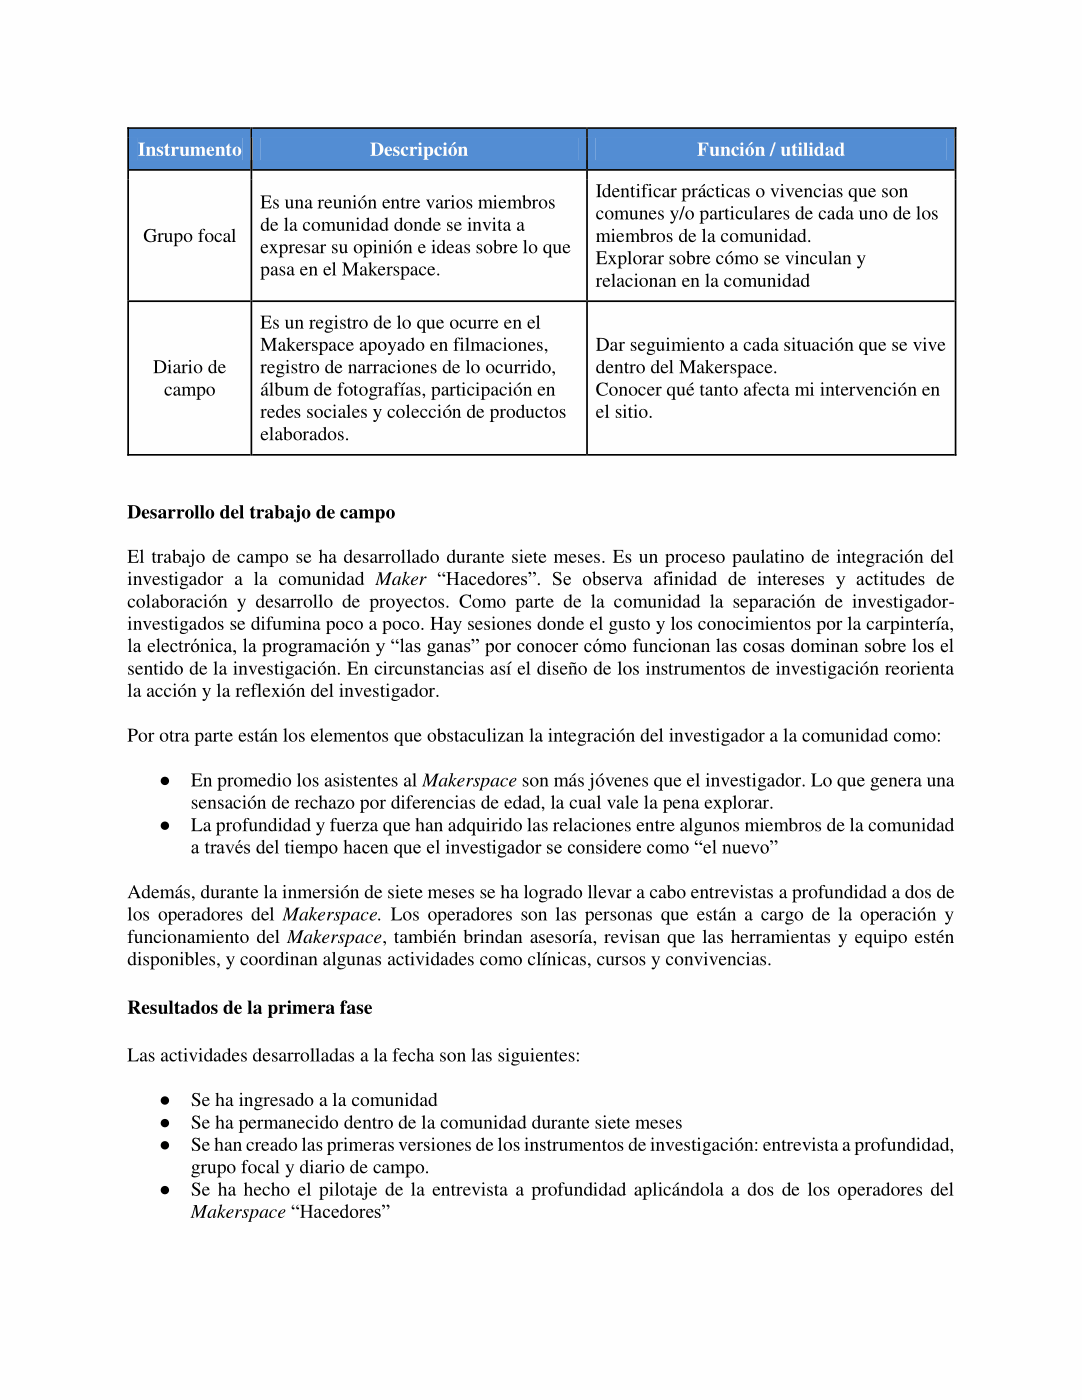 Instrumento Descripción Función / utilidad
Grupo focal
Es una reunión entre varios miembros
de la comunidad donde se invita a
expresar su opinión e ideas sobre lo que
pasa en el Makerspace.
Identificar prácticas o vivencias que son
comunes y/o particulares de cada uno de los
miembros de la comunidad.
Explorar sobre cómo se vinculan y
relacionan en la comunidad
Diario de
campo
Es un registro de lo que ocurre en el
Makerspace apoyado en filmaciones,
registro de narraciones de lo ocurrido,
álbum de fotografías, participación en
redes sociales y colección de productos
elaborados.
Dar seguimiento a cada situación que se vive
dentro del Makerspace.
Conocer qué tanto afecta mi intervención en
el sitio.
Desarrollo del trabajo de campo
El trabajo de campo se ha desarrollado durante siete meses. Es un proceso paulatino de integración del
investigador a la comunidad Maker “Hacedores”. Se observa afinidad de intereses y actitudes de
colaboración y desarrollo de proyectos. Como parte de la comunidad la separación de investigador-
investigados se difumina poco a poco. Hay sesiones donde el gusto y los conocimientos por la carpintería,
la electrónica, la programación y “las ganas” por conocer cómo funcionan las cosas dominan sobre los el
sentido de la investigación. En circunstancias así el diseño de los instrumentos de investigación reorienta
la acción y la reflexión del investigador.
Por otra parte están los elementos que obstaculizan la integración del investigador a la comunidad como:
● En promedio los asistentes al Makerspace son más jóvenes que el investigador. Lo que genera una
sensación de rechazo por diferencias de edad, la cual vale la pena explorar.
● La profundidad y fuerza que han adquirido las relaciones entre algunos miembros de la comunidad
a través del tiempo hacen que el investigador se considere como “el nuevo”
Además, durante la inmersión de siete meses se ha logrado llevar a cabo entrevistas a profundidad a dos de
los operadores del Makerspace. Los operadores son las personas que están a cargo de la operación y
funcionamiento del Makerspace, también brindan asesoría, revisan que las herramientas y equipo estén
disponibles, y coordinan algunas actividades como clínicas, cursos y convivencias.
Resultados de la primera fase
Las actividades desarrolladas a la fecha son las siguientes:
● Se ha ingresado a la comunidad
● Se ha permanecido dentro de la comunidad durante siete meses
● Se han creado las primeras versiones de los instrumentos de investigación: entrevista a profundidad,
grupo focal y diario de campo.
● Se ha hecho el pilotaje de la entrevista a profundidad aplicándola a dos de los operadores del
Makerspace “Hacedores”